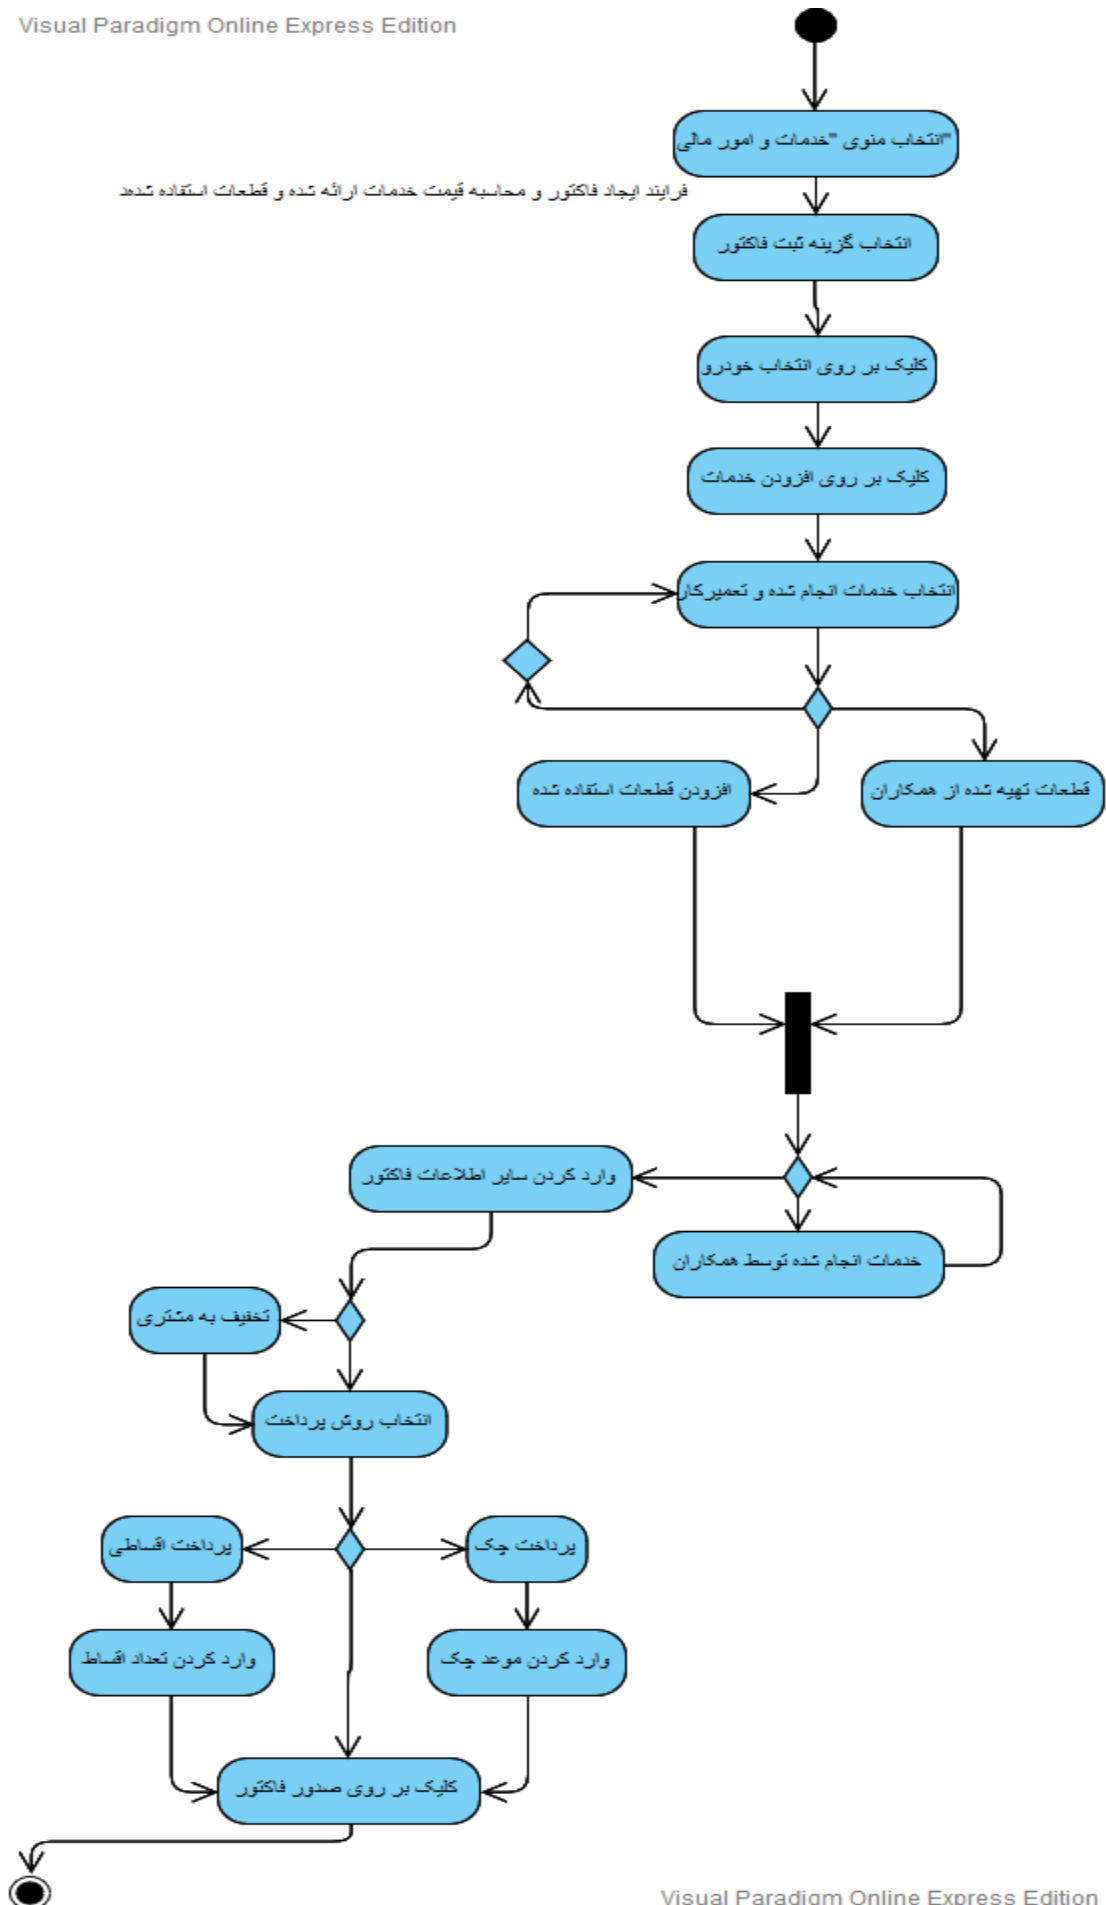 Visual Paradigm Online Express Edition
انتخاب منوی "خدمات و امور مالی"
فرایند ایجاد فاکتور و محاسبه قیمت خدمات ارائه شده و قطعات استفاده شدهد
انتخاب گزینه ثبت فاکتور
کلیک بر روی انتخاب خودرو
کلیک بر روی افزودن خدمات
انتخاب خدمات انجام شده و تعمیرکار
افزودن قطعات استفاده شده
قطعات تهیه شده از همکاران
وارد کردن سایر اطلاعات فاکتور
خدمات انجام شده توسط همکاران
تخفیف به مشتری
انتخاب روش پرداخت
پرداخت اقساطی
پرداخت چک
وارد کردن تعداد اقساط
وارد کردن موعد چک
کلیک بر روی صدور فاکتور
Visual Paradigm Online Express Edition